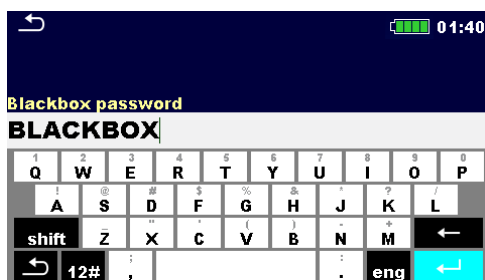 01:40
Blackbox password
BLACKBOX
1 2 3 4 5 6 7 8 9 0
Q W E R T Y U I O P
! @ # $ % & * ? /
A S D F G H J K L
- " ' ( ) - +
shift Z X C V B N M
; :
12# , . eng